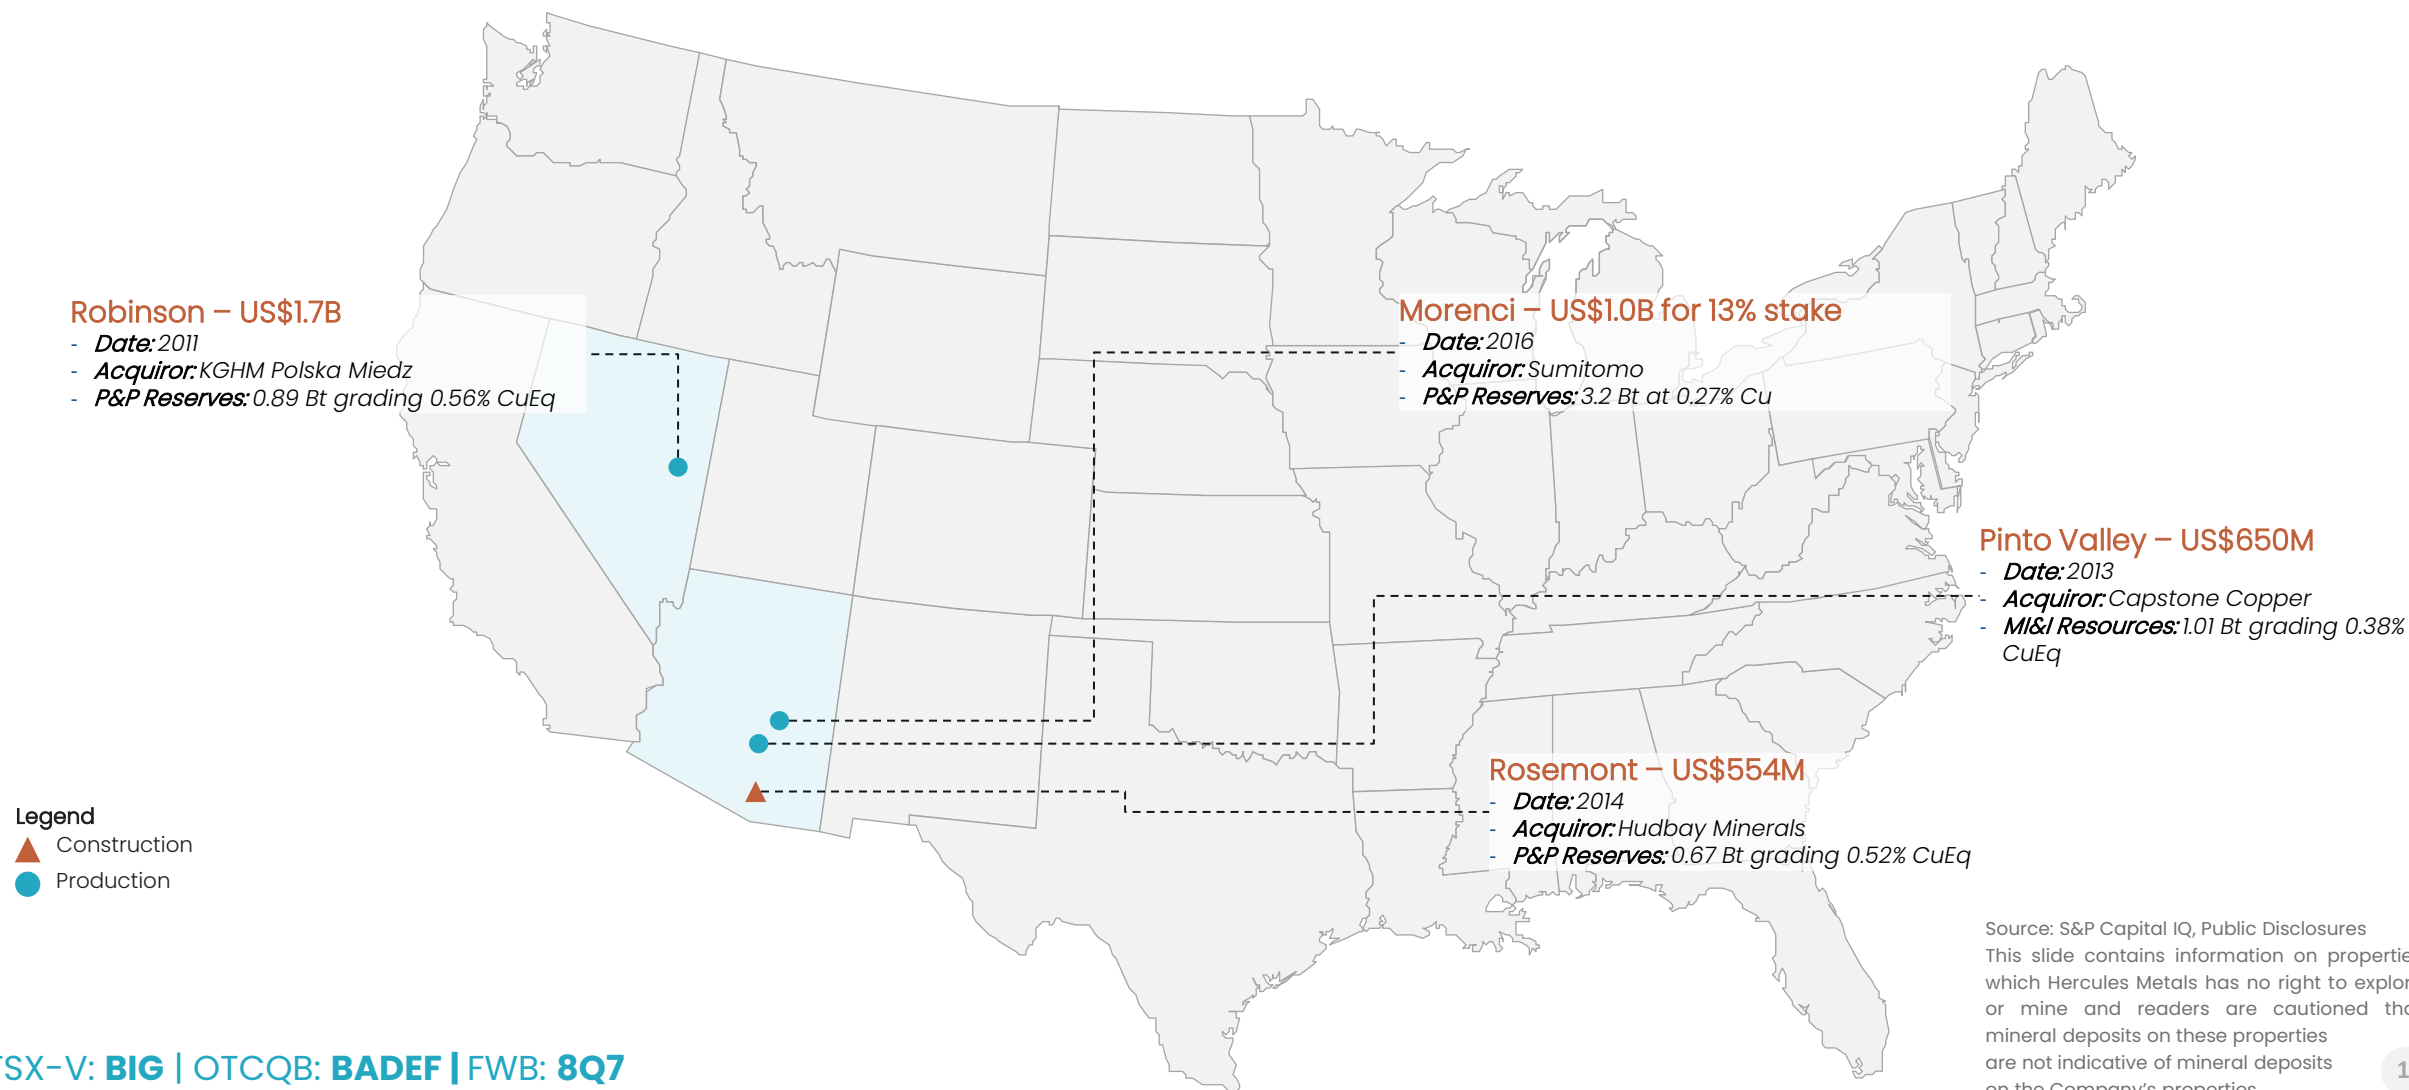 Robinson – US$1.7B
- Date: 2011
- Acquiror: KGHM Polska Miedz
- P&P Reserves: 0.89 Bt grading 0.56% CuEq
Morenci – US$1.0B for 13% stake
- Date: 2016
- Acquiror: Sumitomo
- P&P Reserves: 3.2 Bt at 0.27% Cu
Pinto Valley – US$650M
- Date: 2013
- Acquiror: Capstone Copper
- MI&I Resources: 1.01 Bt grading 0.38%
CuEq
Rosemont – US$554M
- Date: 2014
- Acquiror: Hudbay Minerals
- P&P Reserves: 0.67 Bt grading 0.52% CuEq
Legend
Construction
Production
Source: S&P Capital IQ, Public Disclosures
This slide contains information on propertie
which Hercules Metals has no right to explor
or mine and readers are cautioned tha
mineral deposits on these properties
are not indicative of mineral deposits
on the Company's properties
TSX-V: BIG | OTCQB: BADEF | FWB: 8Q7
1